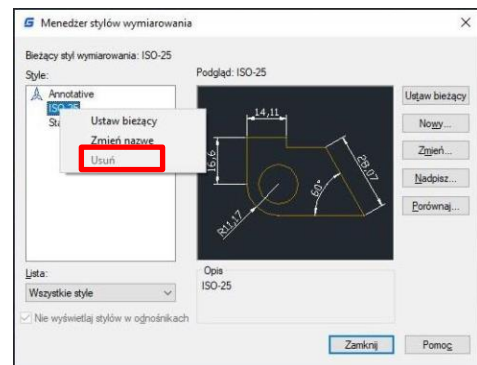 Menedżer stylów wymiarowania
Bieżący styl wymiarowania: ISO-25
Style:
Podgląd: ISO-25
Annotative
ISO-25
Ustaw bieżący
Zmień nazwę
Usuń
14,11
16,6
28,07
60°
R11,17
Ustaw bieżący
Nowy...
Zmień...
Nadpisz...
Porównaj...
Lista:
Wszystkie style
Opis
ISO-25
Nie wyświetlaj stylów w odnośnikach
Zamknij
Pomoc